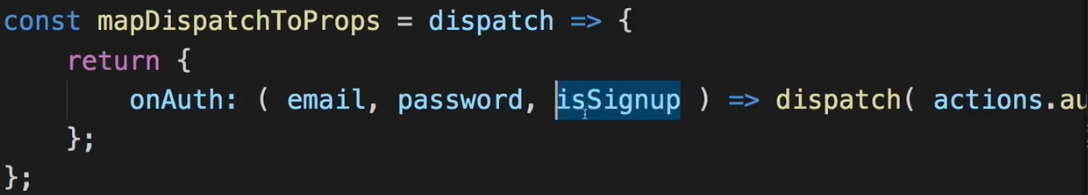 const mapDispatchToProps = dispatch => {
return {
onAuth: ( email, password, isSignup ) => dispatch( actions.au
};
};